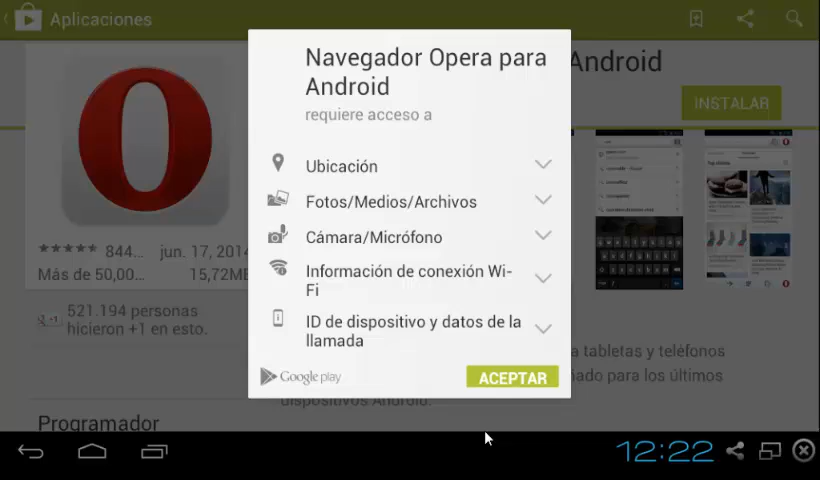 Aplicaciones
Navegador Opera para
Android
requiere acceso a
Ubicación
Fotos/Medios/Archivos
Cámara/Micrófono
Información de conexión Wi-
Fi
ID de dispositivo y datos de la
llamada
Google play
ACEPTAR
Android
INSTALAR
844... jun. 17, 2014
Más de 50,00... 15,72MB
+1
521.194 personas
hicieron +1 en esto.
a tabletas y teléfonos
ñado para los últimos
dispositivos Android.
Programador
12:22